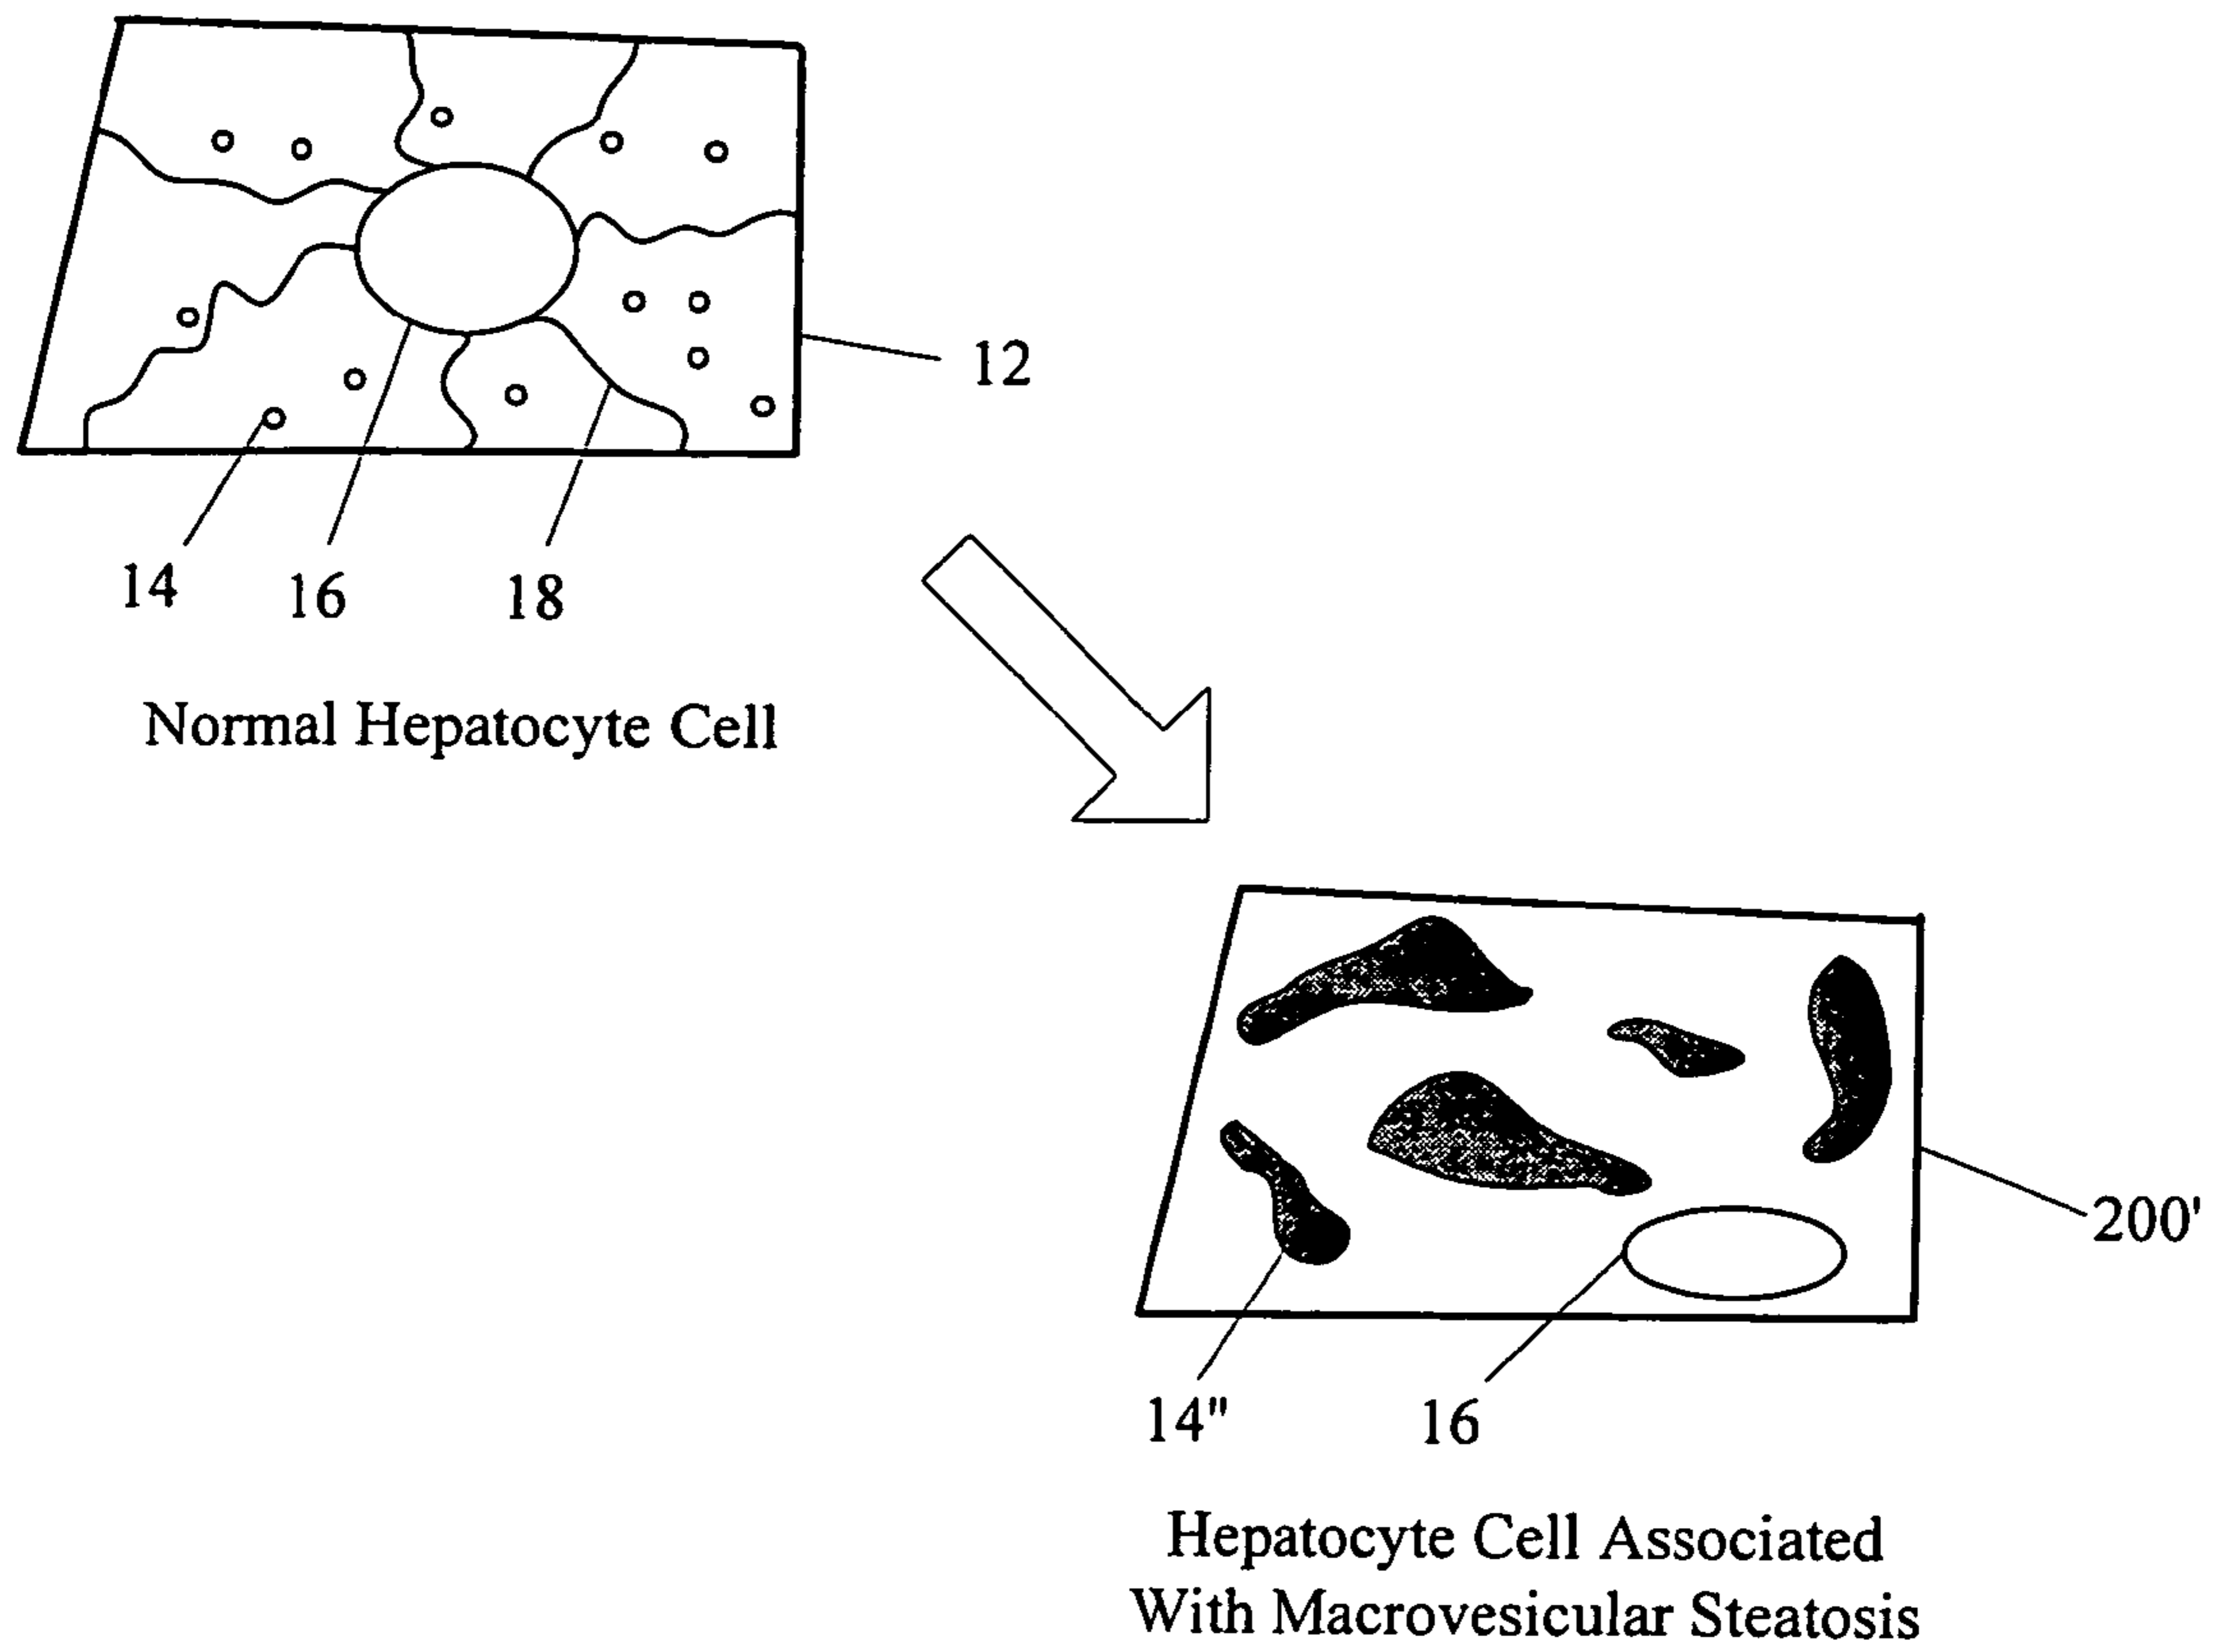 12
14
16
18
Normal Hepatocyte Cell
200'
14"
16
Hepatocyte Cell Associated
With Macrovesicular Steatosis